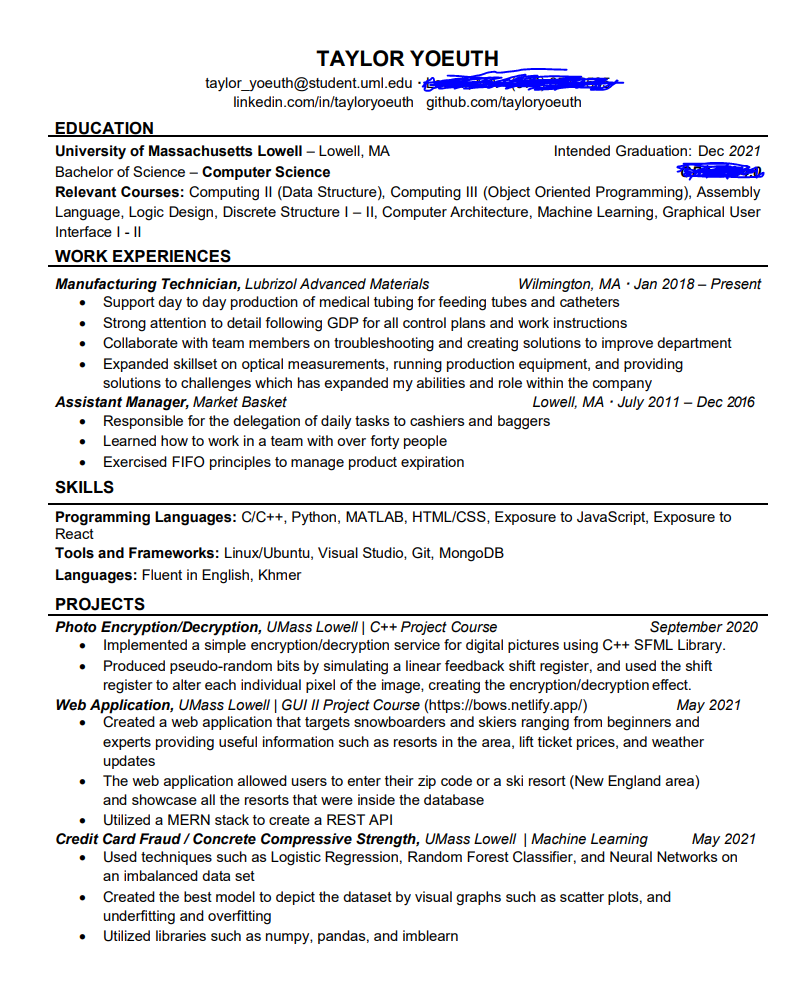 TAYLOR YOEUTH
taylor_yoeuth@student.uml.edu ·
linkedin.com/in/tayloryoeuth github.com/tayloryoeuth
EDUCATION
University of Massachusetts Lowell – Lowell, MA Intended Graduation: Dec 2021
Bachelor of Science – Computer Science
Relevant Courses: Computing II (Data Structure), Computing III (Object Oriented Programming), Assembly
Language, Logic Design, Discrete Structure I – II, Computer Architecture, Machine Learning, Graphical User
Interface I - II
WORK EXPERIENCES
Manufacturing Technician, Lubrizol Advanced Materials Wilmington, MA · Jan 2018 – Present
• Support day to day production of medical tubing for feeding tubes and catheters
• Strong attention to detail following GDP for all control plans and work instructions
• Collaborate with team members on troubleshooting and creating solutions to improve department
• Expanded skillset on optical measurements, running production equipment, and providing
solutions to challenges which has expanded my abilities and role within the company
Assistant Manager, Market Basket Lowell, MA · July 2011 – Dec 2016
• Responsible for the delegation of daily tasks to cashiers and baggers
• Learned how to work in a team with over forty people
• Exercised FIFO principles to manage product expiration
SKILLS
Programming Languages: C/C++, Python, MATLAB, HTML/CSS, Exposure to JavaScript, Exposure to
React
Tools and Frameworks: Linux/Ubuntu, Visual Studio, Git, MongoDB
Languages: Fluent in English, Khmer
PROJECTS
Photo Encryption/Decryption, UMass Lowell | C++ Project Course September 2020
• Implemented a simple encryption/decryption service for digital pictures using C++ SFML Library.
• Produced pseudo-random bits by simulating a linear feedback shift register, and used the shift
register to alter each individual pixel of the image, creating the encryption/decryption effect.
Web Application, UMass Lowell | GUI II Project Course (https://bows.netlify.app/) May 2021
• Created a web application that targets snowboarders and skiers ranging from beginners and
experts providing useful information such as resorts in the area, lift ticket prices, and weather
updates
• The web application allowed users to enter their zip code or a ski resort (New England area)
and showcase all the resorts that were inside the database
• Utilized a MERN stack to create a REST API
Credit Card Fraud / Concrete Compressive Strength, UMass Lowell | Machine Learning May 2021
• Used techniques such as Logistic Regression, Random Forest Classifier, and Neural Networks on
an imbalanced data set
• Created the best model to depict the dataset by visual graphs such as scatter plots, and
underfitting and overfitting
• Utilized libraries such as numpy, pandas, and imblearn